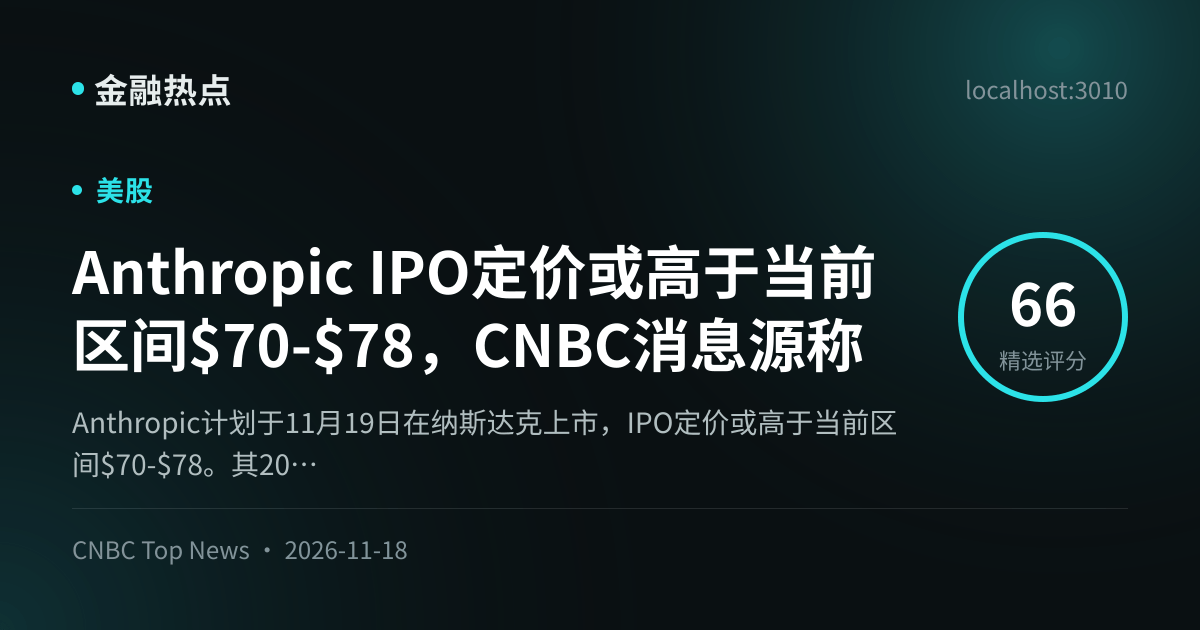 金融热点
localhost:3010
美股
Anthropic IPO定价或高于当前
区间$70-$78，CNBC消息源称
66
精选评分
Anthropic计划于11月19日在纳斯达克上市，IPO定价或高于当前区
间$70-$78。其20…
CNBC Top News · 2026-11-18